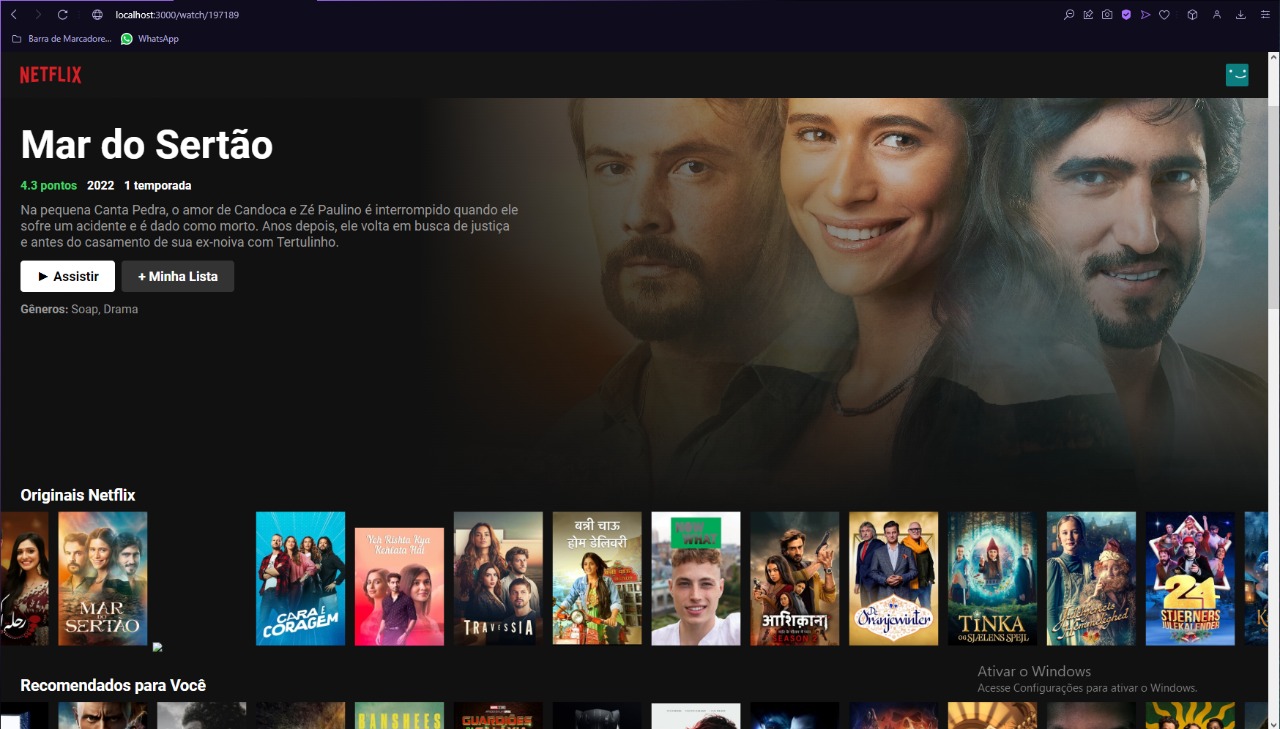 localhost:3000/watch/197189
Barra de Marcadore... WhatsApp
NETFLIX
Mar do Sertão
4.3 pontos 2022 1 temporada
Na pequena Canta Pedra, o amor de Candoca e Zé Paulino é interrompido quando ele
sofre um acidente e é dado como morto. Anos depois, ele volta em busca de justiça
e antes do casamento de sua ex-noiva com Tertulinho.
► Assistir
+ Minha Lista
Gêneros: Soap, Drama
Originais Netflix
MAR
DO
SERTÃO
CARA E
CORAGEM
Yeh Rishta Kya
Kehlata Hai
TRAVESSIA
बत्री चाऊ
होम डेलिवरी
NOW
WHAT
आशिक़ाना
SEASON 2
De
Oranjewinter
TINKA
OG SJÆLENS SPEJL
24
STJERNERS
JULEKALENDER
Ativar o Windows
Acesse Configurações para ativar o Windows.
Recomendados para Você
BANSHEES
GUARDIÕES